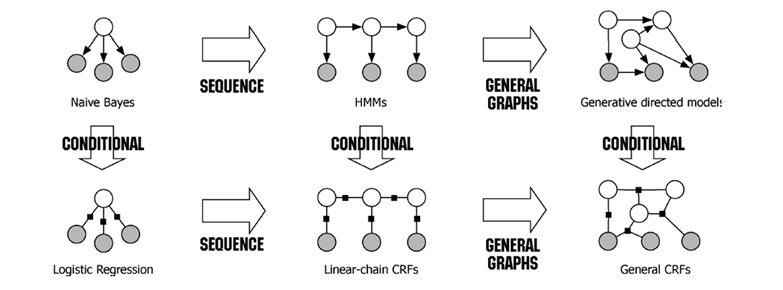 SEQUENCE
GENERAL
GRAPHS
Naive Bayes
HMMs
Generative directed models
CONDITIONAL
CONDITIONAL
CONDITIONAL
SEQUENCE
GENERAL
GRAPHS
Logistic Regression
Linear-chain CRFs
General CRFs